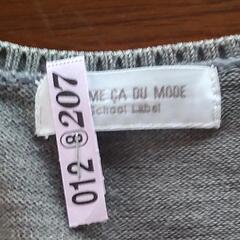 ME ÇA DU MODE
School Label
012 ⑧ 207